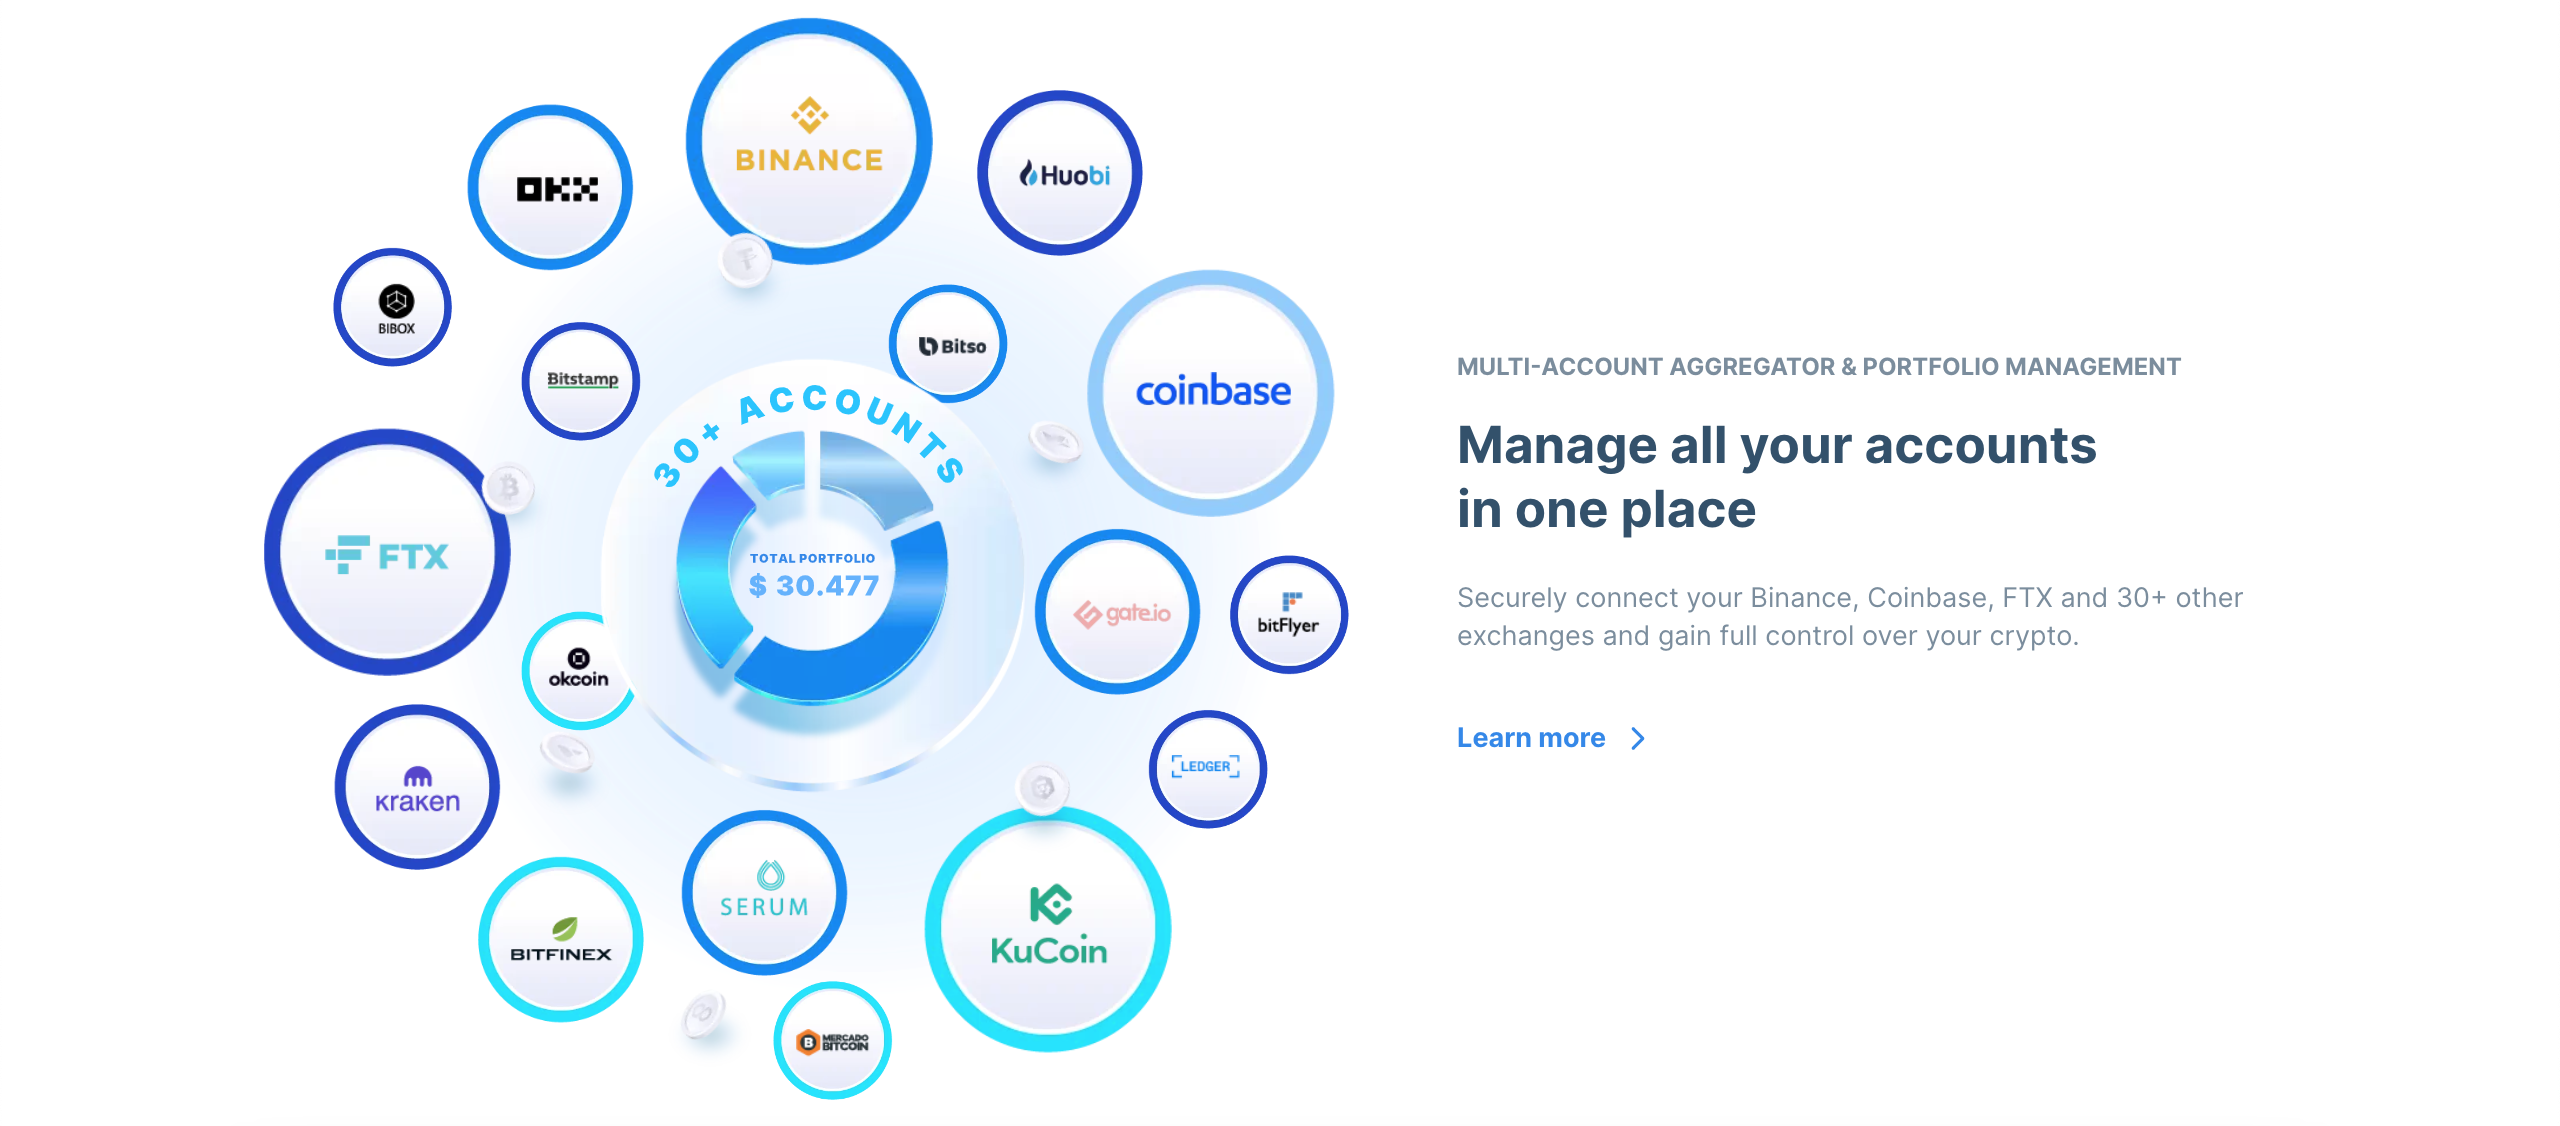 BINANCE
OKX
Huobi
BIBOX
Bitso
Bitstamp
coinbase
30+ ACCOUNTS
FTX
TOTAL PORTFOLIO
$ 30.477
gate.io
bitFlyer
okcoin
kraken
LEDGER
SERUM
KuCoin
BITFINEX
MERCADO
BITCOIN
MULTI-ACCOUNT AGGREGATOR & PORTFOLIO MANAGEMENT
Manage all your accounts
in one place
Securely connect your Binance, Coinbase, FTX and 30+ other
exchanges and gain full control over your crypto.
Learn more